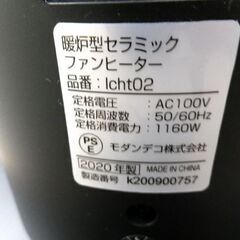 暖炉型セラミック
ファンヒーター
品番：lcht02
定格電圧：AC100V
定格周波数：50/60Hz
定格消費電力：1160W
PSE
モダンデコ株式会社
2020年製 MADE IN CHINA
製造番号 k200900757